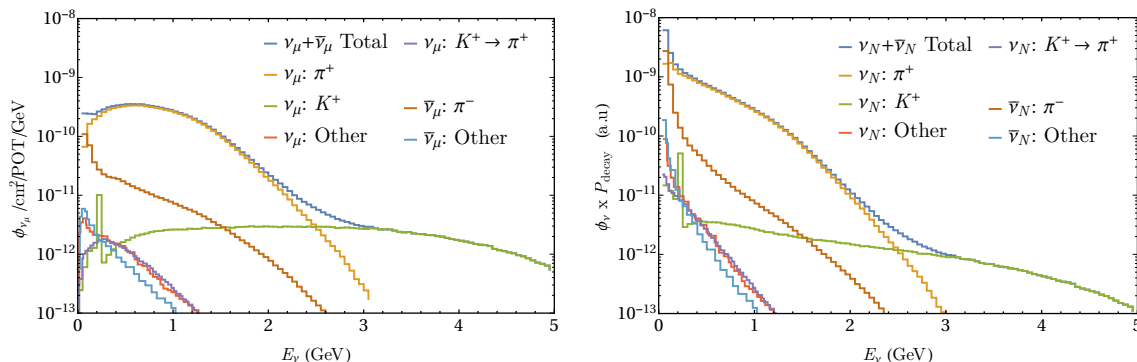 10⁻⁸
10⁻⁹
10⁻¹⁰
10⁻¹¹
10⁻¹²
10⁻¹³
ϕ_{ν_μ} /cm²/POT/GeV
ν_μ+ν̄_μ Total
ν_μ: K⁺→π⁺
ν_μ: π⁺
ν_μ: K⁺
ν̄_μ: π⁻
ν_μ: Other
ν̄_μ: Other
0 1 2 3 4 5
E_ν (GeV)
10⁻⁸
10⁻⁹
10⁻¹⁰
10⁻¹¹
10⁻¹²
10⁻¹³
ϕ_ν x P_decay (a.u)
ν_N+ν̄_N Total
ν_N: K⁺→π⁺
ν_N: π⁺
ν_N: K⁺
ν̄_N: π⁻
ν_N: Other
ν̄_N: Other
0 1 2 3 4 5
E_ν (GeV)